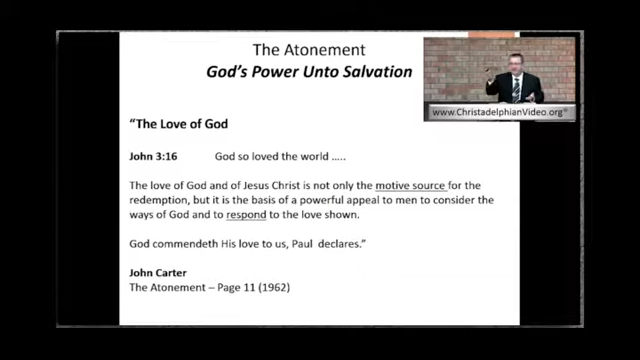 The Atonement
God's Power Unto Salvation
www.ChristadelphianVideo.org
"The Love of God
John 3:16 God so loved the world .....
The love of God and of Jesus Christ is not only the motive source for the
redemption, but it is the basis of a powerful appeal to men to consider the
ways of God and to respond to the love shown.
God commendeth His love to us, Paul declares."
John Carter
The Atonement – Page 11 (1962)